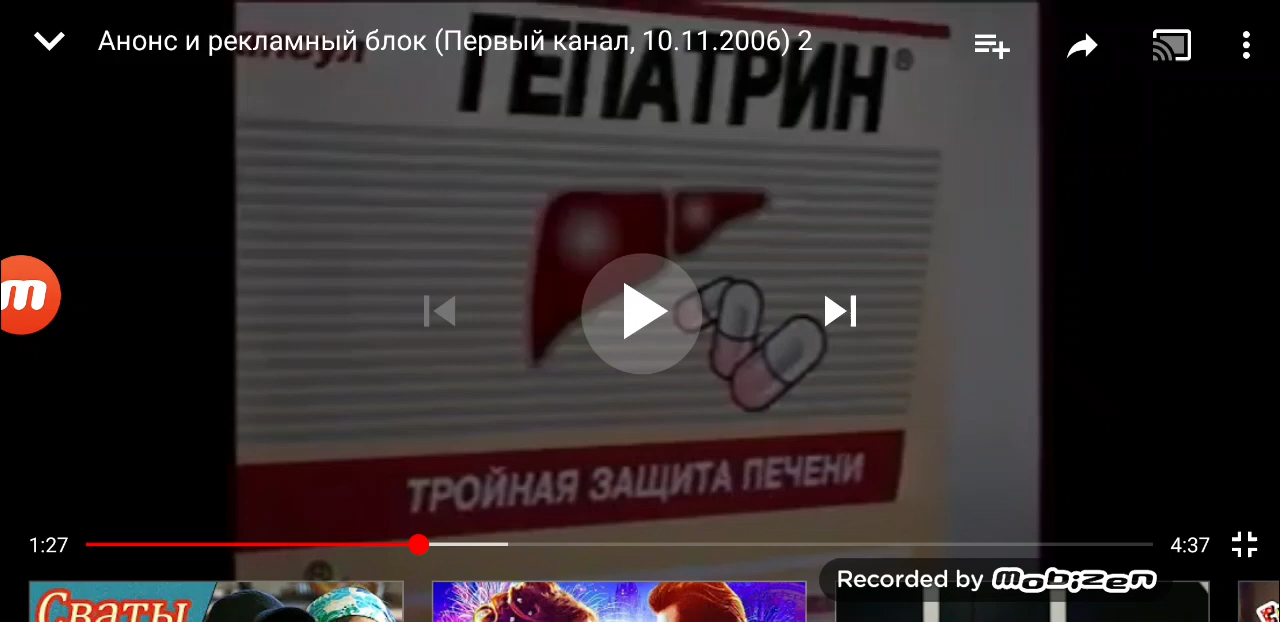 Анонс и рекламный блок (Первый канал, 10.11.2006) 2
ГЕПАТРИН®
ТРОЙНАЯ ЗАЩИТА ПЕЧЕНИ
1:27
4:37
Recorded by mobizen
Сваты